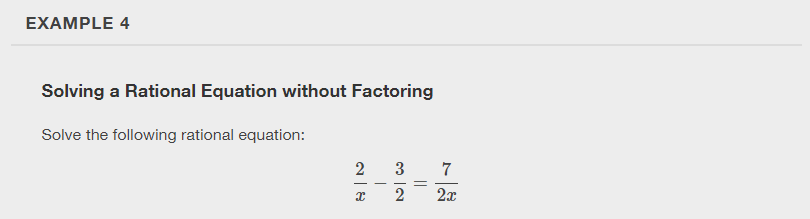 EXAMPLE 4
Solving a Rational Equation without Factoring
Solve the following rational equation:
2/x − 3/2 = 7/2x